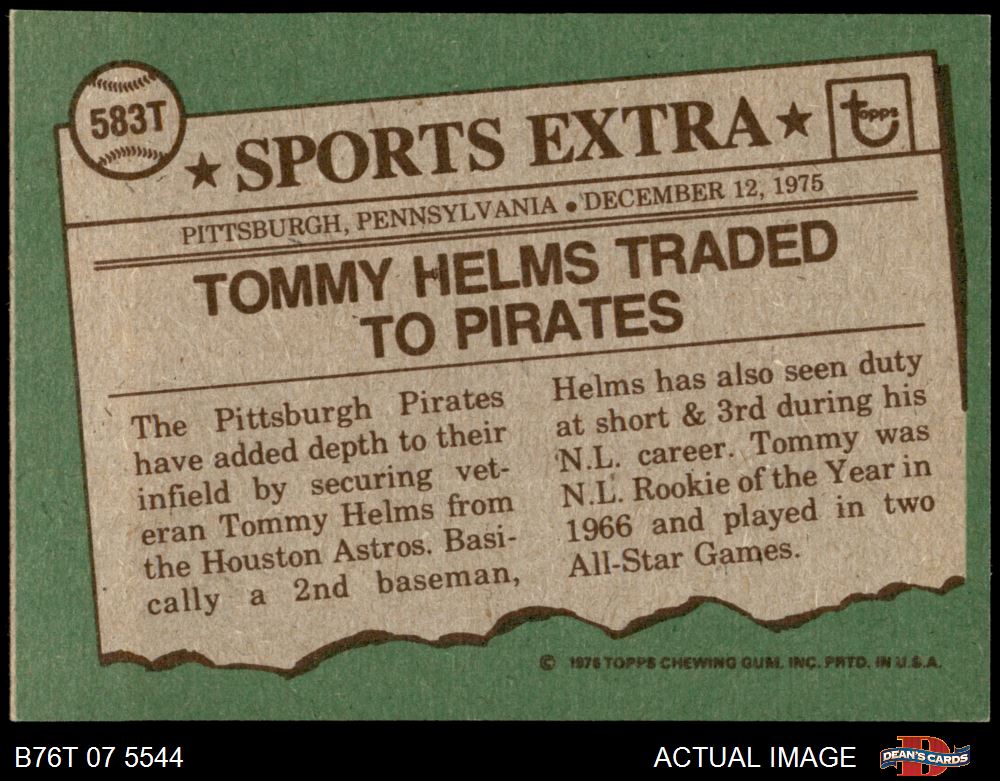 583T
★ SPORTS EXTRA ★
topps
PITTSBURGH, PENNSYLVANIA • DECEMBER 12, 1975
TOMMY HELMS TRADED
TO PIRATES
The Pittsburgh Pirates
have added depth to their
infield by securing vet-
eran Tommy Helms from
the Houston Astros. Basi-
cally a 2nd baseman,
Helms has also seen duty
at short & 3rd during his
N.L. career. Tommy was
N.L. Rookie of the Year in
1966 and played in two
All-Star Games.
© 1976 TOPPS CHEWING GUM, INC. PRTD. IN U.S.A.
B76T 07 5544
ACTUAL IMAGE
DEAN'S CARDS